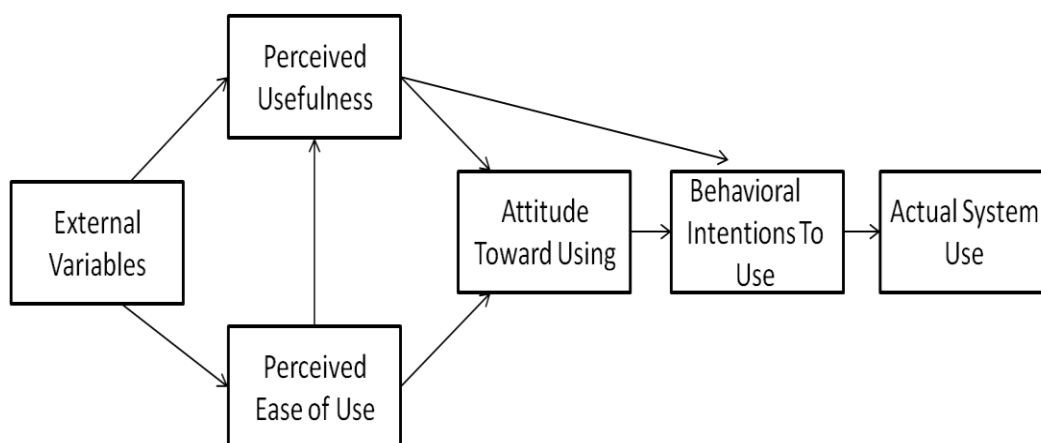 Perceived
Usefulness
External
Variables
Attitude
Toward Using
Behavioral
Intentions To
Use
Actual System
Use
Perceived
Ease of Use